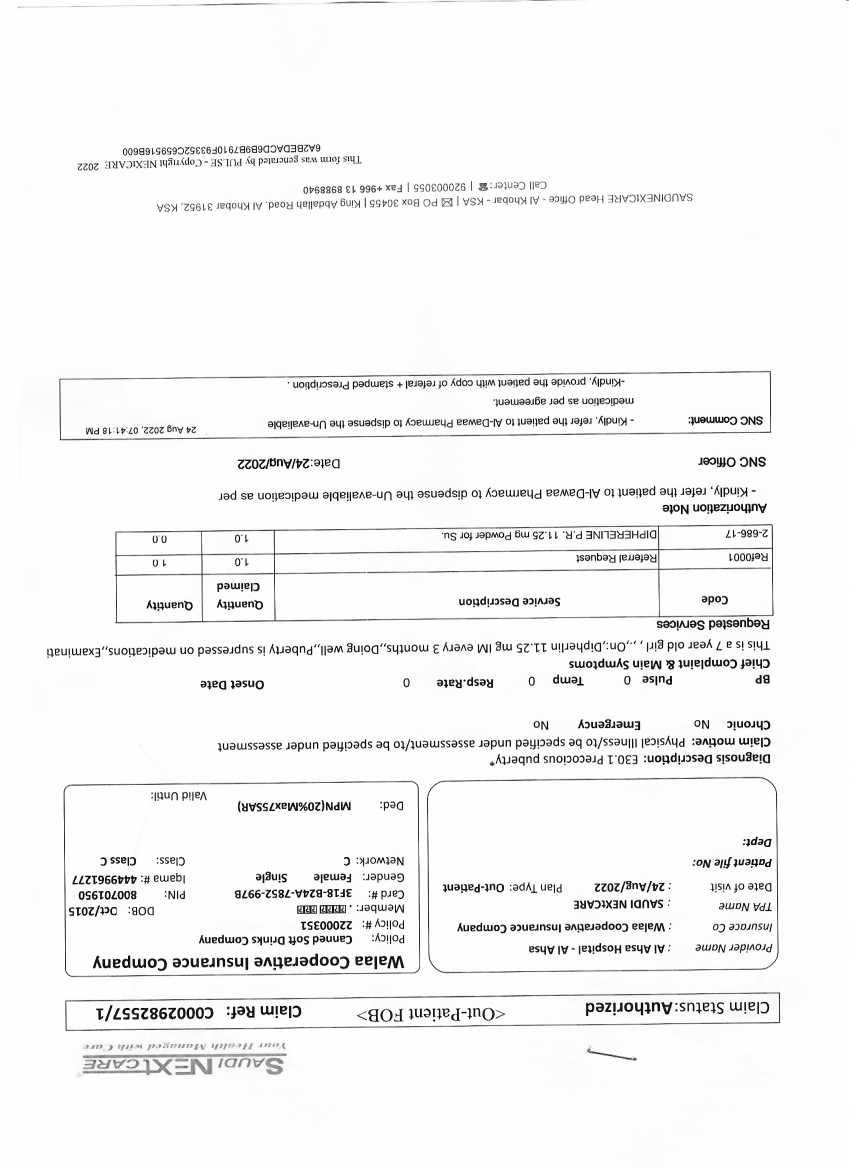 SAUDI NEXtCARE
Your Health Managed with Care
Claim Status:Authorized <Out-Patient FOB> Claim Ref: C0002982557/1
Provider Name : Al Ahsa Hospital - Al Ahsa
Insurace Co : Walaa Cooperative Insurance Company
TPA Name : SAUDI NEXTCARE
Date of visit : 24/Aug/2022 Plan Type: Out-Patient
Patient file No:
Dept:
Walaa Cooperative Insurance Company
Policy: Canned Soft Drinks Company
Policy #: 22000351
Member: . DOB: Oct/2015
Card #: 3F18-B24A-7852-997B PIN: 800701950
Gender: Female Single Iqama #: 4449961277
Network: C Class: Class C
Ded: MPN(20%Max75SAR)
Valid Until:
Diagnosis Description: E30.1 Precocious puberty*
Claim motive: Physical Illness/to be specified under assessment/to be specified under assessment
Chronic No Emergency No
BP Pulse 0 Temp 0 Resp.Rate 0 Onset Date
Chief Complaint & Main Symptoms
This is a 7 year old girl , , .,On:,Dipherlin 11.25 mg IM every 3 months,,Doing well,,Puberty is supressed on medications,,Examinati
Requested Services
Code Service Description Quantity Claimed Quantity
Ref0001 Referral Request 1.0 1.0
2-686-17 DIPHERELINE P.R. 11.25 mg Powder for Su. 1.0 0.0
Authorization Note
- Kindly, refer the patient to Al-Dawaa Pharmacy to dispense the Un-avaliable medication as per
SNC Officer Date:24/Aug/2022
SNC Comment: - Kindly, refer the patient to Al-Dawaa Pharmacy to dispense the Un-avaliable 24 Aug 2022, 07:41:18 PM
medication as per agreement.
-Kindly, provide the patient with copy of referal + stamped Prescription .
SAUDINEXtCARE Head Office - Al Khobar - KSA | PO Box 30455 | King Abdallah Road, Al Khobar 31952, KSA
Call Center: | 920003055 | Fax +966 13 8988940
This form was generated by PULSE - Copyright NEXtCARE 2022
6A2BEDACD6B9B7910F93352C659516B600